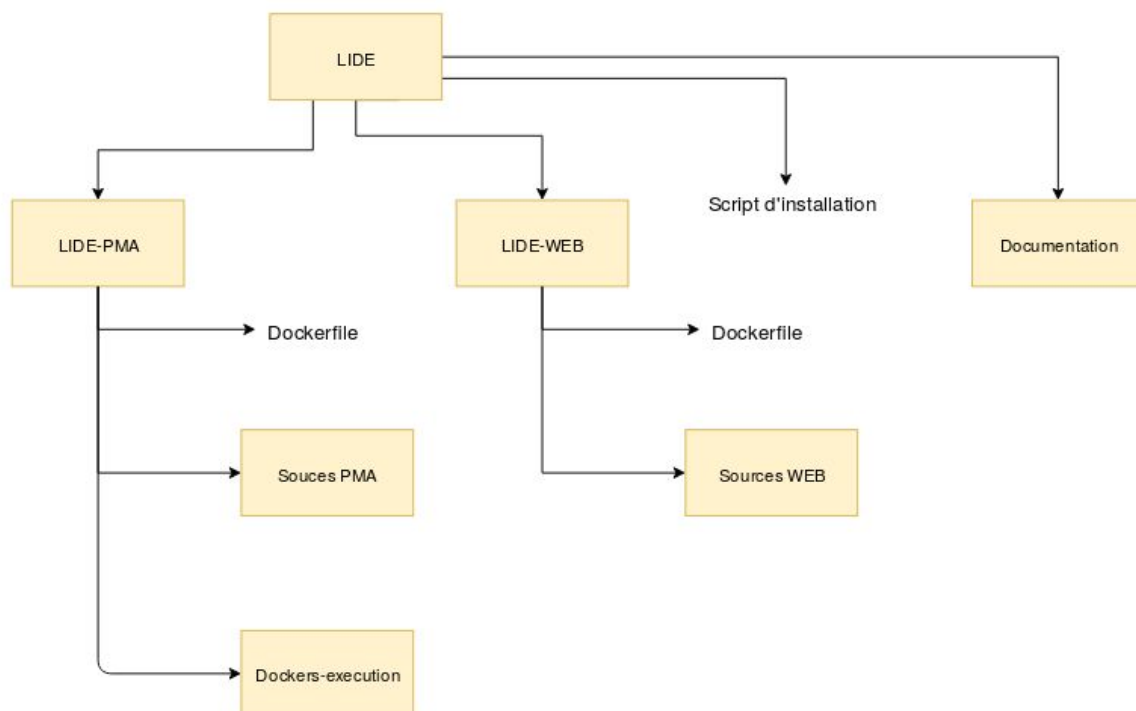 LIDE
Script d'installation
LIDE-PMA
LIDE-WEB
Documentation
Dockerfile
Dockerfile
Souces PMA
Sources WEB
Dockers-execution